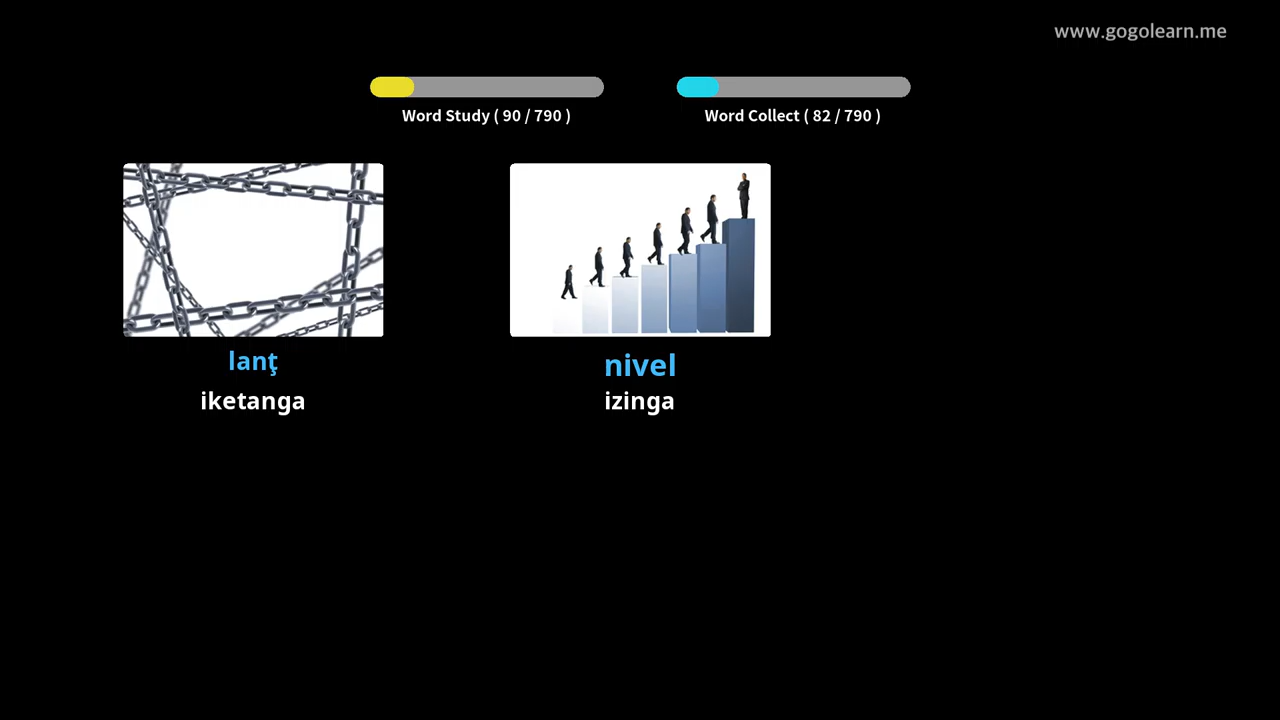 www.gogolearn.me
Word Study ( 90 / 790 )
Word Collect ( 82 / 790 )
lanţ
iketanga
nivel
izinga